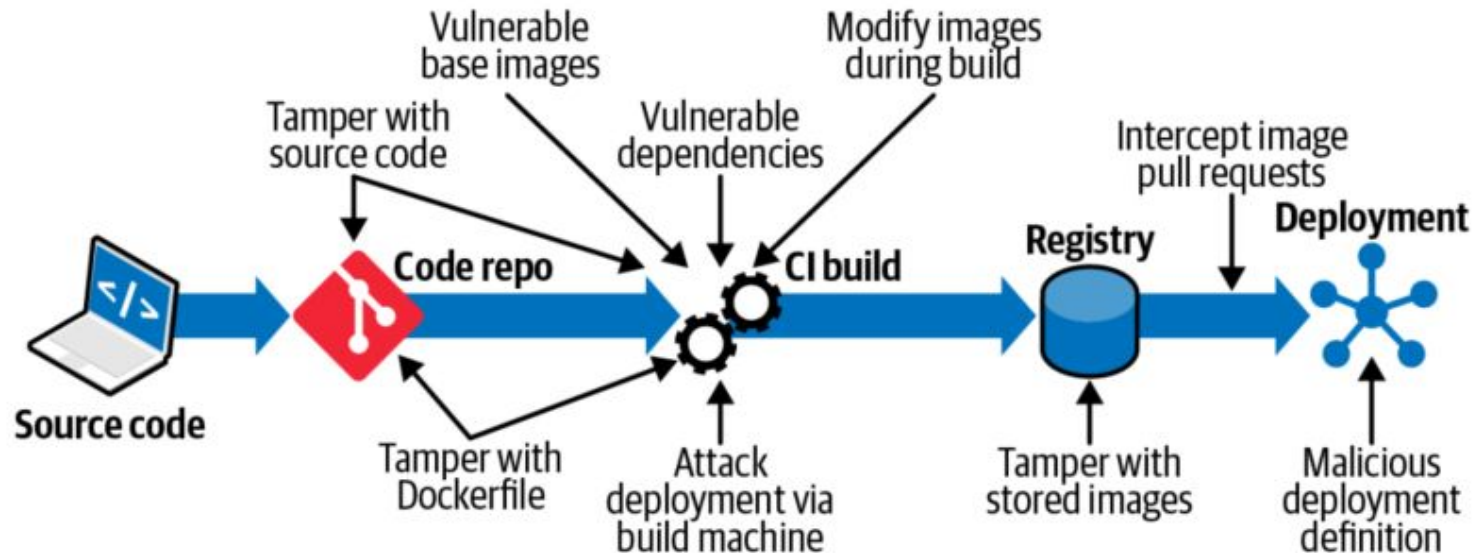 Vulnerable
base images
Modify images
during build
Tamper with
source code
Vulnerable
dependencies
Intercept image
pull requests
Deployment
Registry
Code repo
CI build
</>
Source code
Tamper with
Dockerfile
Attack
deployment via
build machine
Tamper with
stored images
Malicious
deployment
definition